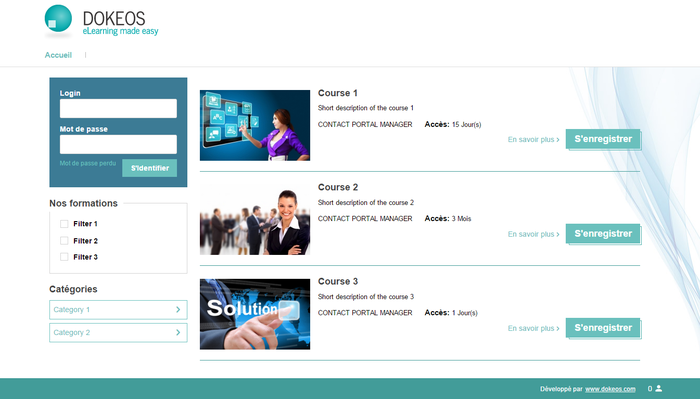 DOKEOS
eLearning made easy
Accueil |
Login
Mot de passe
Mot de passe perdu
S'identifier
Nos formations
Filter 1
Filter 2
Filter 3
Catégories
Category 1
Category 2
Course 1
Short description of the course 1
CONTACT PORTAL MANAGER Accès: 15 Jour(s)
En savoir plus > S'enregistrer
Course 2
Short description of the course 2
CONTACT PORTAL MANAGER Accès: 3 Mois
En savoir plus > S'enregistrer
Solution
Course 3
Short description of the course 3
CONTACT PORTAL MANAGER Accès: 1 Jour(s)
En savoir plus > S'enregistrer
Développé par www.dokeos.com 0